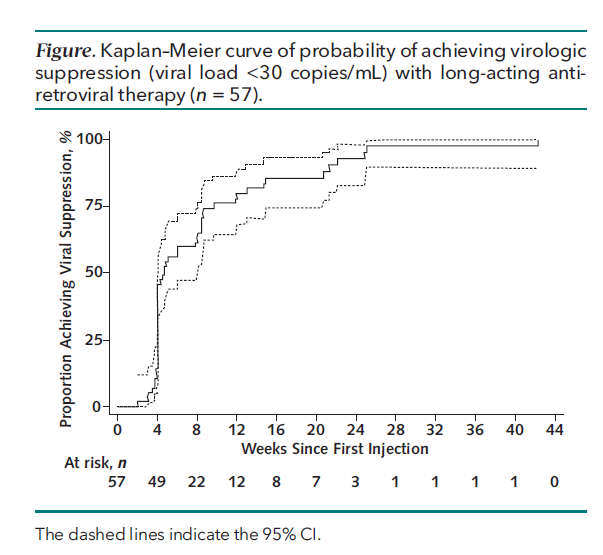 Figure. Kaplan–Meier curve of probability of achieving virologic
suppression (viral load <30 copies/mL) with long-acting anti-
retroviral therapy (n = 57).
Proportion Achieving Viral Suppression, %
100
75
50
25
0
0 4 8 12 16 20 24 28 32 36 40 44
Weeks Since First Injection
At risk, n
57 49 22 12 8 7 3 1 1 1 1 0
The dashed lines indicate the 95% CI.